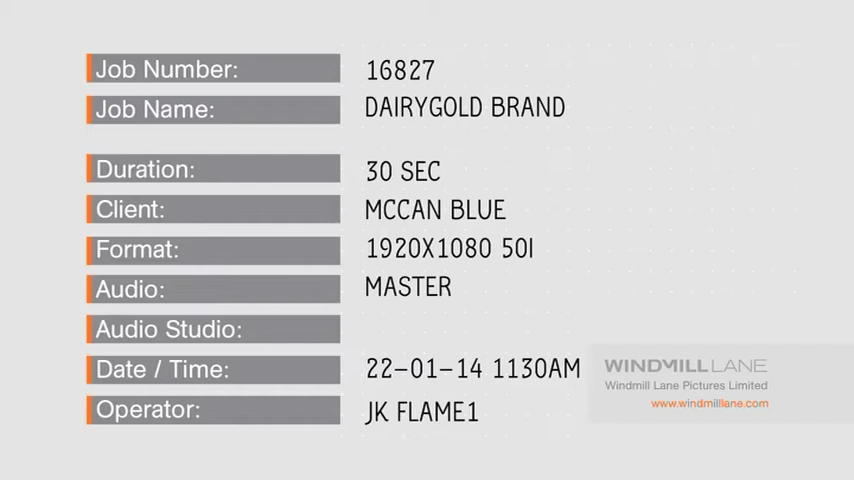 Job Number: 16827
Job Name: DAIRYGOLD BRAND
Duration: 30 SEC
Client: MCCAN BLUE
Format: 1920X1080 50I
Audio: MASTER
Audio Studio:
Date / Time: 22-01-14 1130AM
Operator: JK FLAME1
WINDMILL LANE
Windmill Lane Pictures Limited
www.windmilllane.com